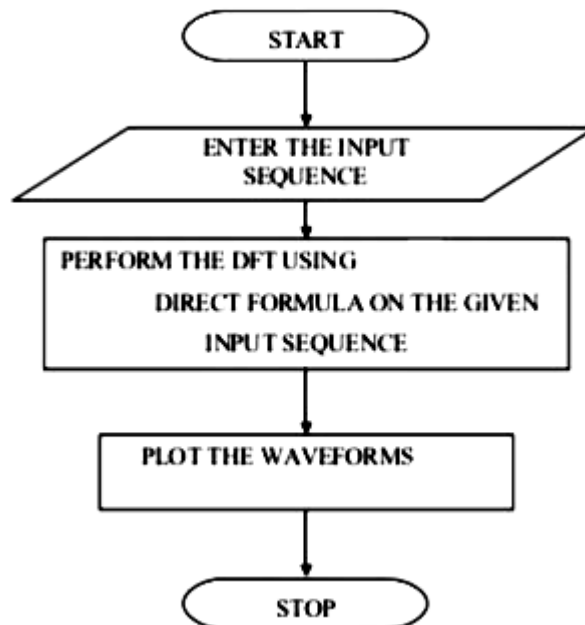 START
ENTER THE INPUT
SEQUENCE
PERFORM THE DFT USING
DIRECT FORMULA ON THE GIVEN
INPUT SEQUENCE
PLOT THE WAVEFORMS
STOP